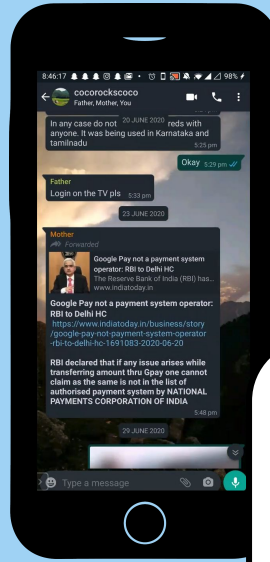 8:46:17 98%
cocorockscoco
Father, Mother, You
20 JUNE 2020
In any case do not reds with
anyone. It was being used in Karnataka and
tamilnadu
5:25 pm
Okay 5:29 pm
Father
Login on the TV pls 5:33 pm
23 JUNE 2020
Mother
Forwarded
Google Pay not a payment system
operator: RBI to Delhi HC
The Reserve Bank of India (RBI) has...
www.indiatoday.in
Google Pay not a payment system operator:
RBI to Delhi HC
https://www.indiatoday.in/business/story
/google-pay-not-payment-system-operator
-rbi-to-delhi-hc-1691083-2020-06-20
RBI declared that if any issue arises while
transferring amount thru Gpay one cannot
claim as the same is not in the list of
authorised payment system by NATIONAL
PAYMENTS CORPORATION OF INDIA
5:48 pm
29 JUNE 2020
Type a message